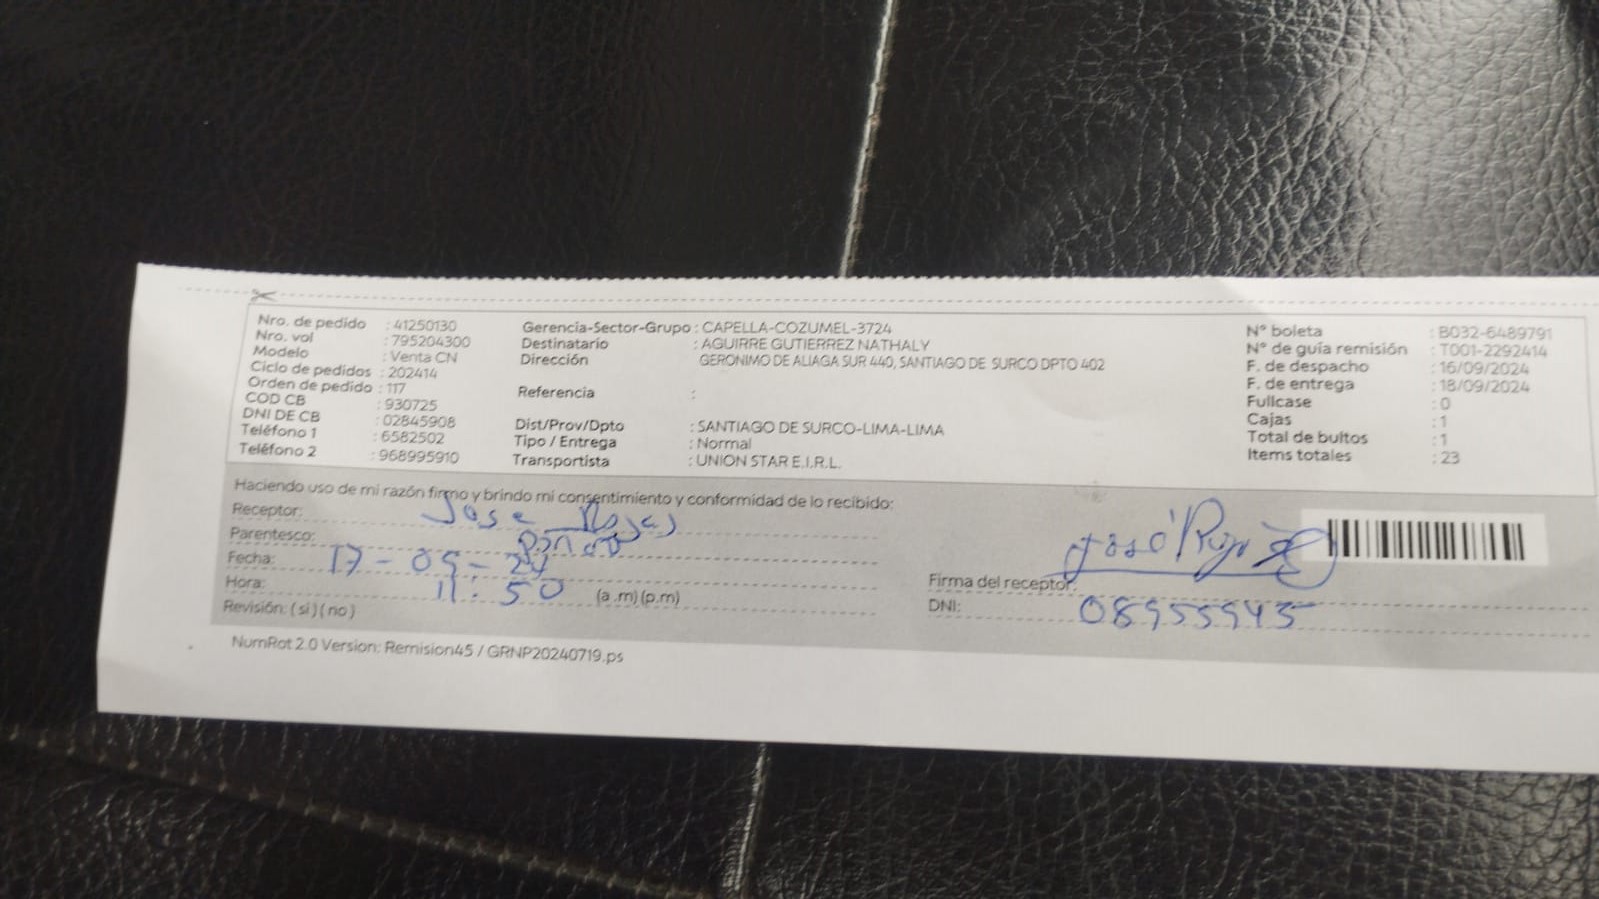 Nro. de pedido : 41250130
Nro. vol : 795204300
Modelo : Venta CN
Ciclo de pedidos : 202414
Orden de pedido : 117
COD CB : 930725
DNI DE CB : 02845908
Teléfono 1 : 6582502
Teléfono 2 : 968995910
Gerencia-Sector-Grupo : CAPELLA-COZUMEL-3724
Destinatario : AGUIRRE GUTIERREZ NATHALY
Dirección GERONIMO DE ALIAGA SUR 440, SANTIAGO DE SURCO DPTO 402
Referencia :
Dist/Prov/Dpto : SANTIAGO DE SURCO-LIMA-LIMA
Tipo / Entrega : Normal
Transportista : UNION STAR E.I.R.L.
N° boleta : B032-6489791
N° de guía remisión : T001-2292414
F. de despacho : 16/09/2024
F. de entrega : 18/09/2024
Fullcase : 0
Cajas : 1
Total de bultos : 1
Items totales : 23
Haciendo uso de mi razón firmo y brindo mi consentimiento y conformidad de lo recibido:
Receptor: Jose Rojas
Parentesco:
Fecha: 17-09-24
Hora: 11:50 (a.m)(p.m)
Revisión: (si)(no)
Firma del receptor: José
DNI: 08955945
NumRot 2.0 Version: Remision45 / GRNP20240719.ps